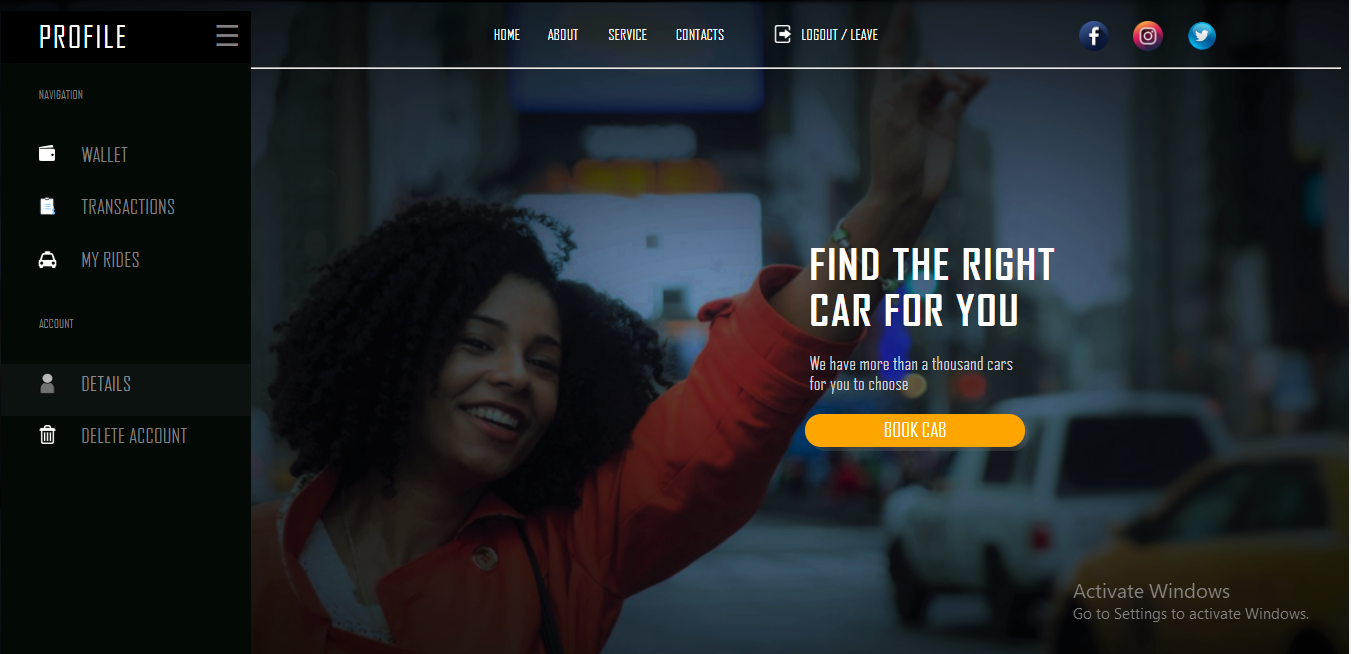 PROFILE
HOME ABOUT SERVICE CONTACTS LOGOUT / LEAVE
NAVIGATION
WALLET
TRANSACTIONS
MY RIDES
ACCOUNT
DETAILS
DELETE ACCOUNT
FIND THE RIGHT
CAR FOR YOU
We have more than a thousand cars
for you to choose
BOOK CAB
Activate Windows
Go to Settings to activate Windows.